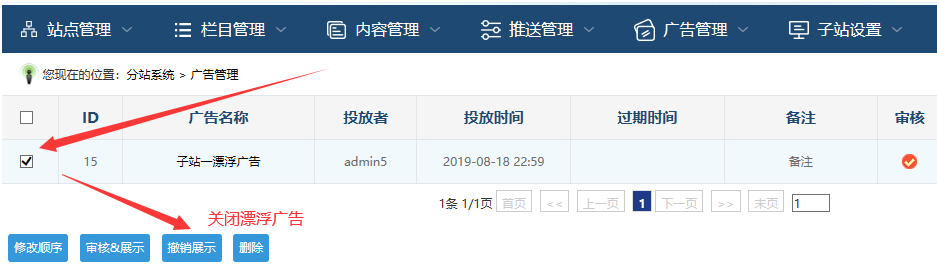 站点管理 栏目管理 内容管理 推送管理 广告管理 子站设置
您现在的位置：分站系统 > 广告管理
ID 广告名称 投放者 投放时间 过期时间 备注 审核
15 子站一漂浮广告 admin5 2019-08-18 22:59 备注
1条 1/1页 首页 << 上一页 1 下一页 >> 末页 1
关闭漂浮广告
修改顺序 审核&展示 撤销展示 删除